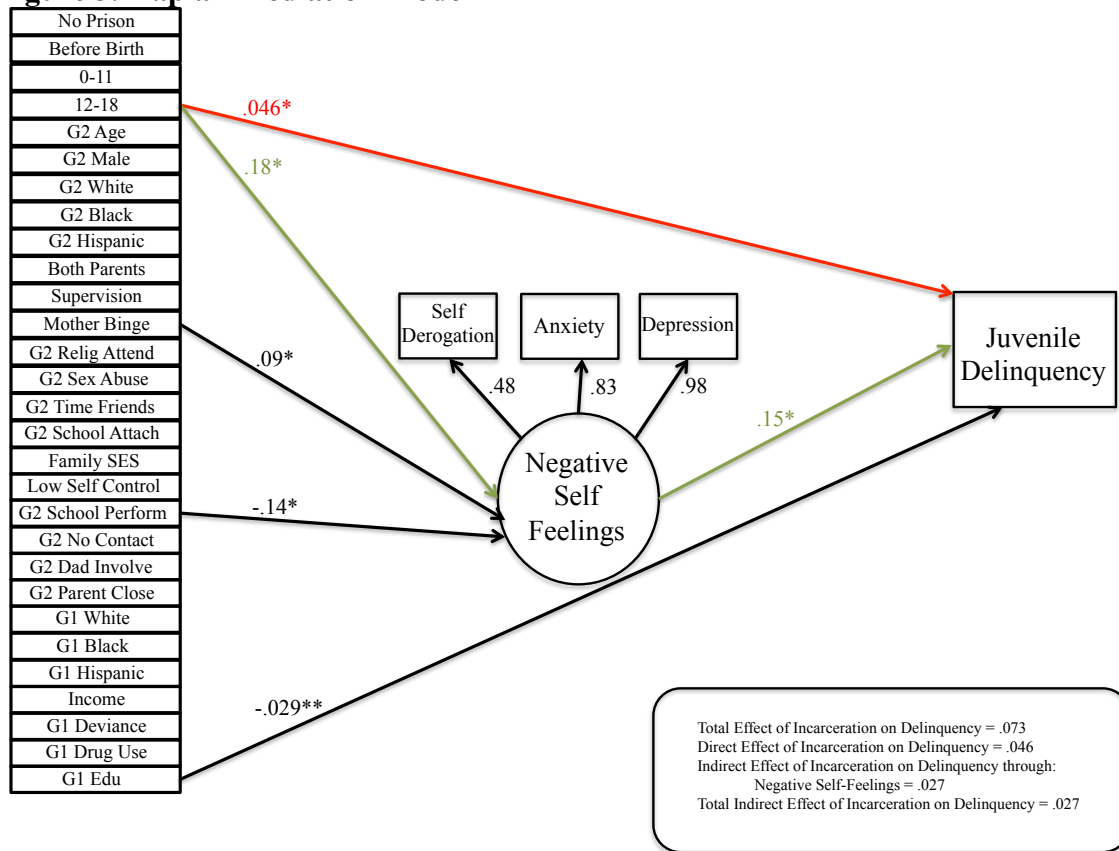 No Prison
Before Birth
0-11
12-18
G2 Age
G2 Male
G2 White
G2 Black
G2 Hispanic
Both Parents
Supervision
Mother Binge
G2 Relig Attend
G2 Sex Abuse
G2 Time Friends
G2 School Attach
Family SES
Low Self Control
G2 School Perform
G2 No Contact
G2 Dad Involve
G2 Parent Close
G1 White
G1 Black
G1 Hispanic
Income
G1 Deviance
G1 Drug Use
G1 Edu
.046*
.18*
.09*
-.14*
-.029**
Self
Derogation
Anxiety
Depression
.48
.83
.98
Negative
Self
Feelings
.15*
Juvenile
Delinquency
Total Effect of Incarceration on Delinquency = .073
Direct Effect of Incarceration on Delinquency = .046
Indirect Effect of Incarceration on Delinquency through:
Negative Self-Feelings = .027
Total Indirect Effect of Incarceration on Delinquency = .027